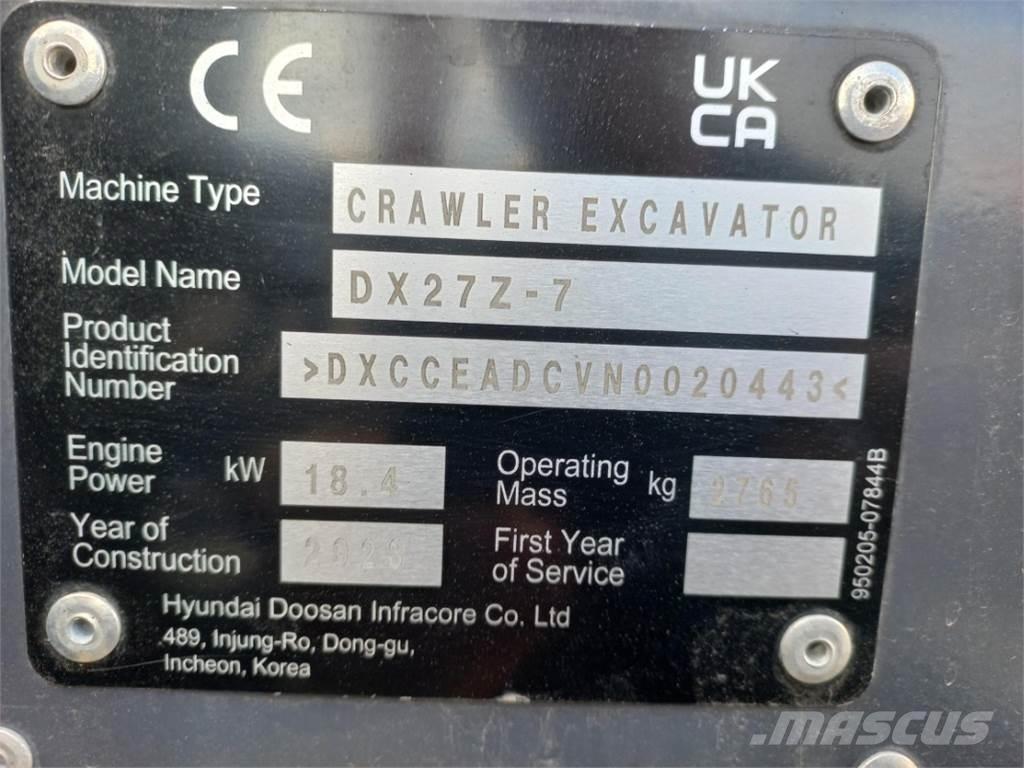 CE
UK
CA
Machine Type CRAWLER EXCAVATOR
Model Name DX27Z-7
Product
Identification
Number >DXCCEADCVN0020443<
Engine
Power kW 18.4
Operating
Mass kg 2765
Year of
Construction
First Year
of Service
Hyundai Doosan Infracore Co. Ltd
489, Injung-Ro, Dong-gu,
Incheon, Korea
950205-07844B
MASCUS